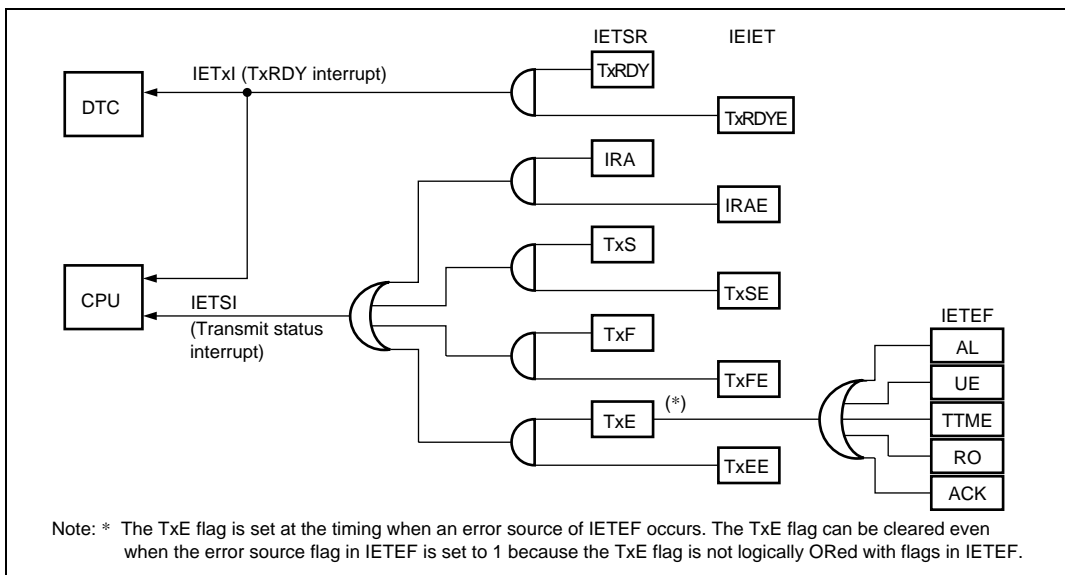 IETSR IEIET
IETxI (TxRDY interrupt)
TxRDY
DTC
TxRDYE
IRA
IRAE
TxS
TxSE
CPU
IETSI
(Transmit status
interrupt)
TxF
TxFE
IETEF
AL
UE
TTME
RO
ACK
TxE
(*)
TxEE
Note: * The TxE flag is set at the timing when an error source of IETEF occurs. The TxE flag can be cleared even
when the error source flag in IETEF is set to 1 because the TxE flag is not logically ORed with flags in IETEF.